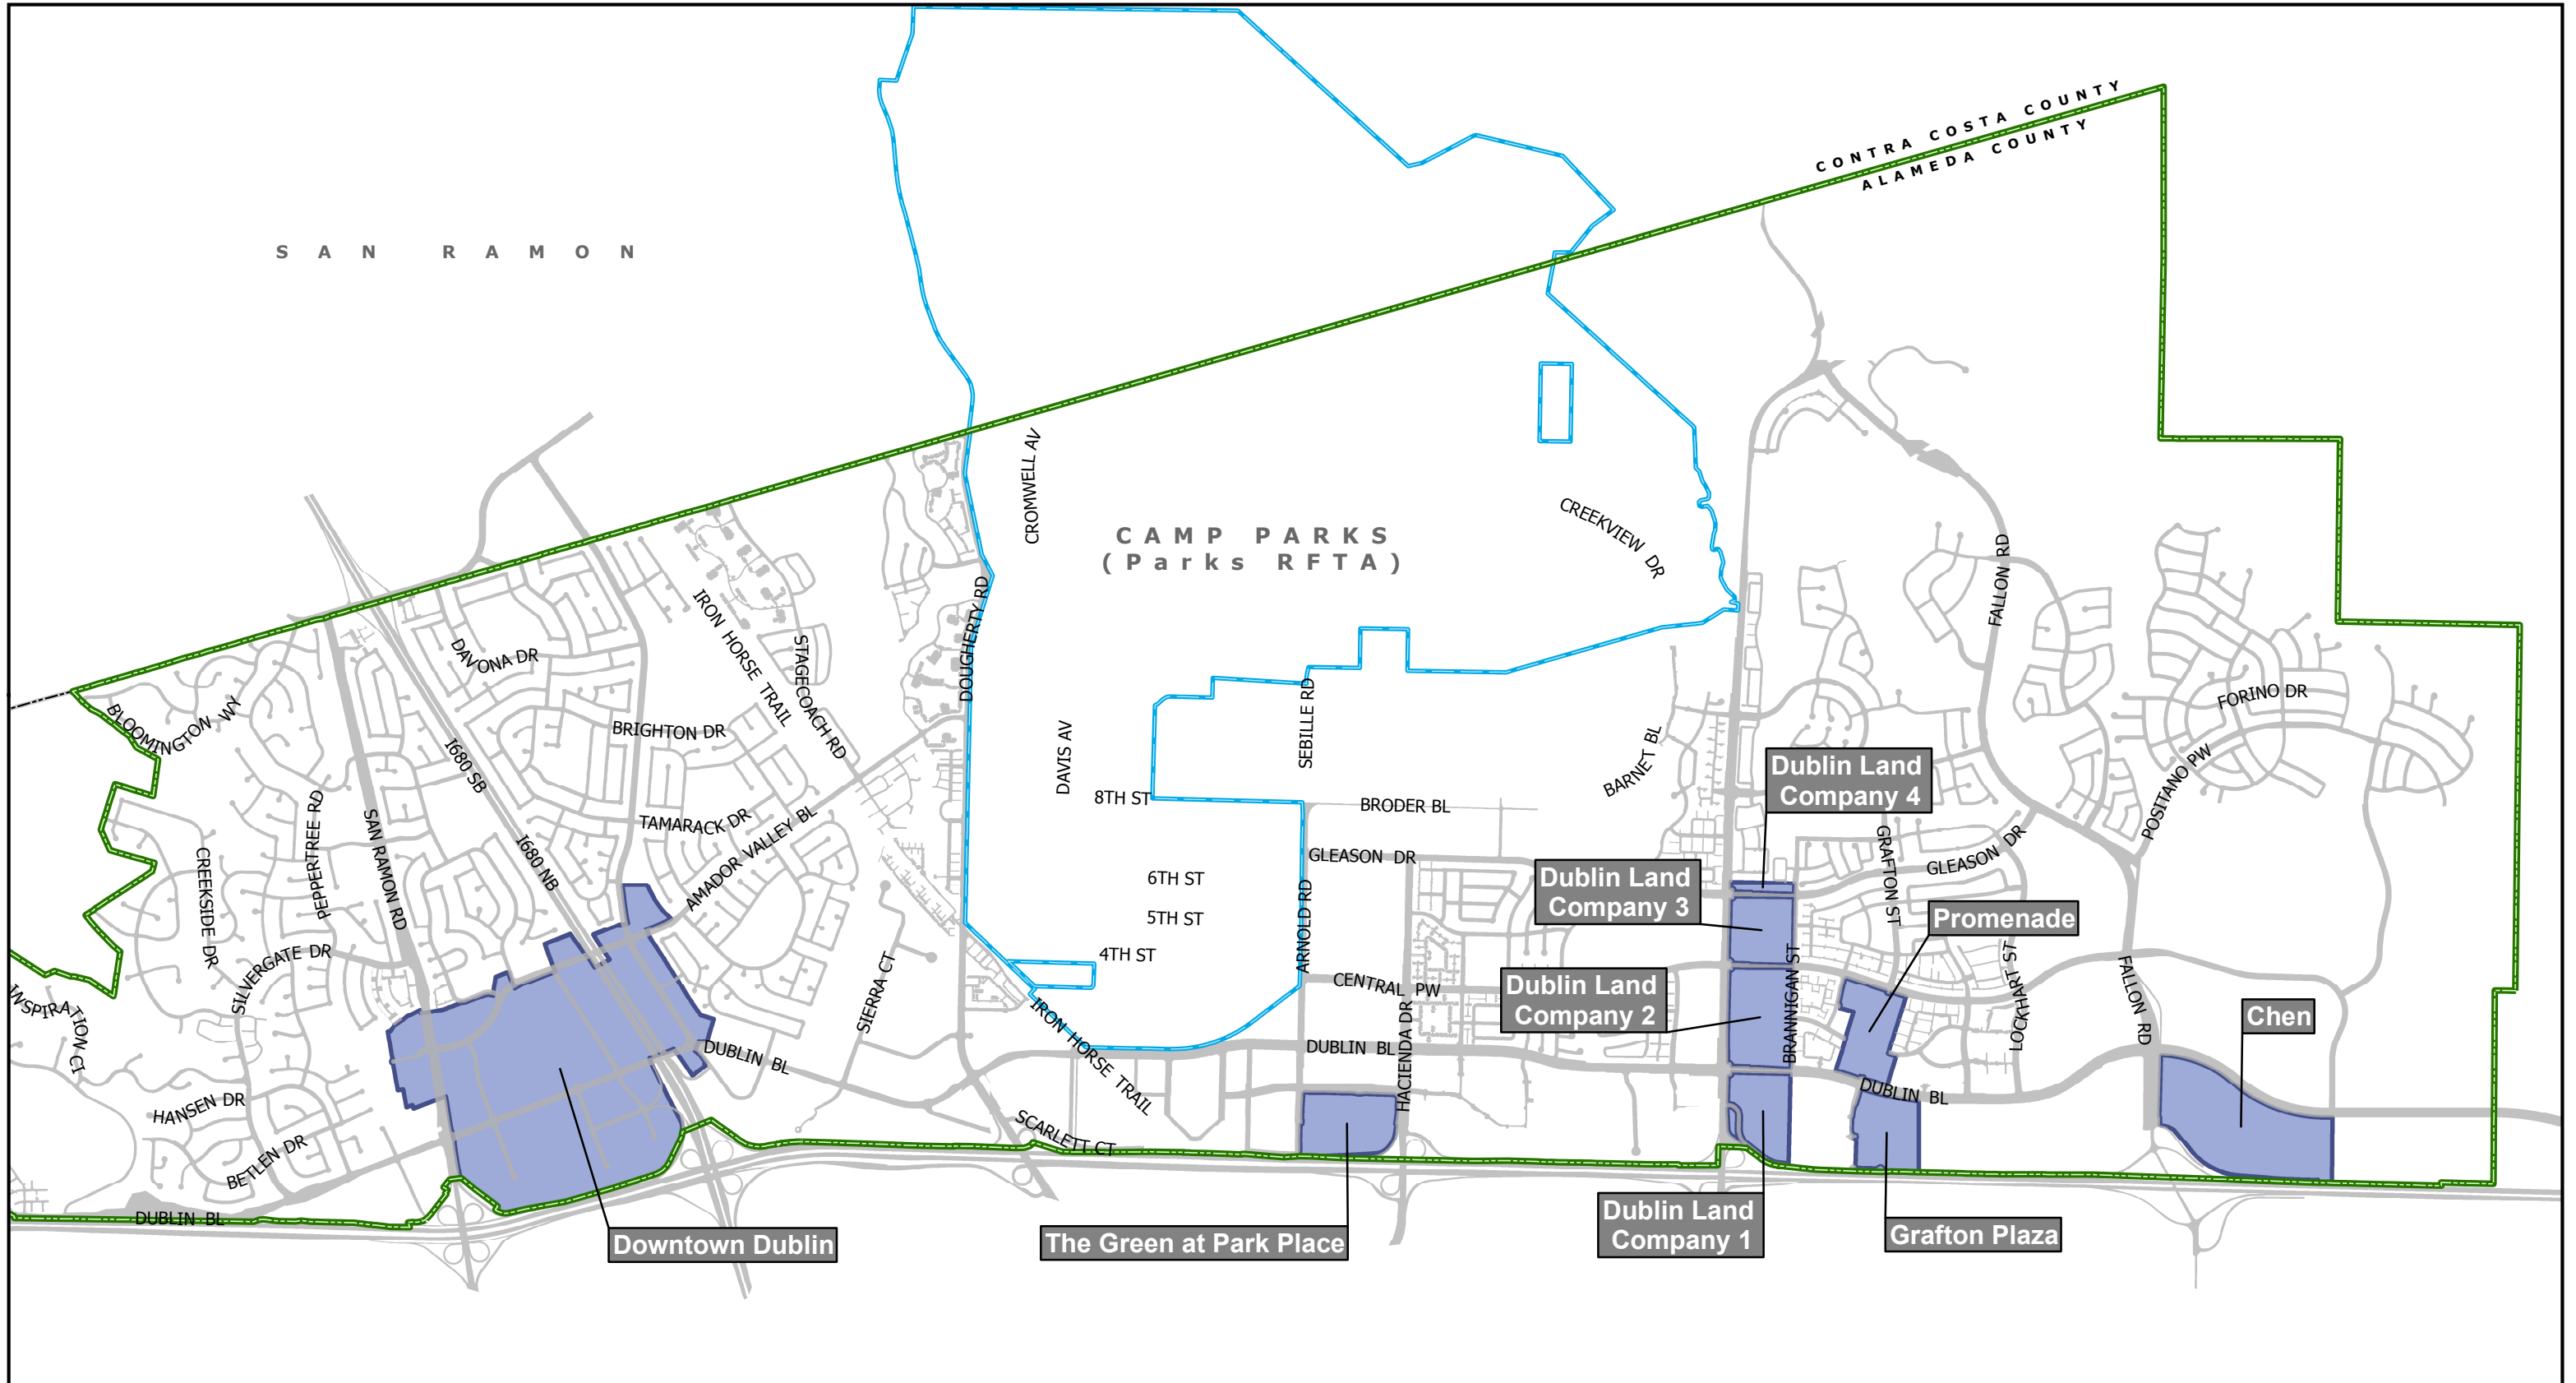 CONTRA COSTA COUNTY
ALAMEDA COUNTY
SAN RAMON
CAMP PARKS
(Parks RFTA)
CROMWELL AV
CREEKVIEW DR
FALLON RD
IRON HORSE TRAIL
STAGECOACH RD
DOUGHERTY RD
DAVONA DR
BLOOMINGTON WY
BRIGHTON DR
I680 SB
SEBILLE RD
DAVIS AV
BARNET BL
FORINO DR
POSITANO PW
8TH ST
BRODER BL
Dublin Land
Company 4
PEPPERTREE RD
SAN RAMON RD
I680 NB
TAMARACK DR
AMADOR VALLEY BL
GLEASON DR
GRAFTON ST
GLEASON DR
CREEKSIDE DR
6TH ST
5TH ST
4TH ST
ARNOLD RD
Dublin Land
Company 3
Promenade
SILVERGATE DR
SIERRA CT
CENTRAL PW
Dublin Land
Company 2
BRANNIGAN ST
LOCKHART ST
FALLON RD
Chen
INSPIRATION CT
DUBLIN BL
IRON HORSE TRAIL
DUBLIN BL
HACIENDA DR
DUBLIN BL
HANSEN DR
BETLEN DR
SCARLETT CT
DUBLIN BL
Downtown Dublin
The Green at Park Place
Dublin Land
Company 1
Grafton Plaza